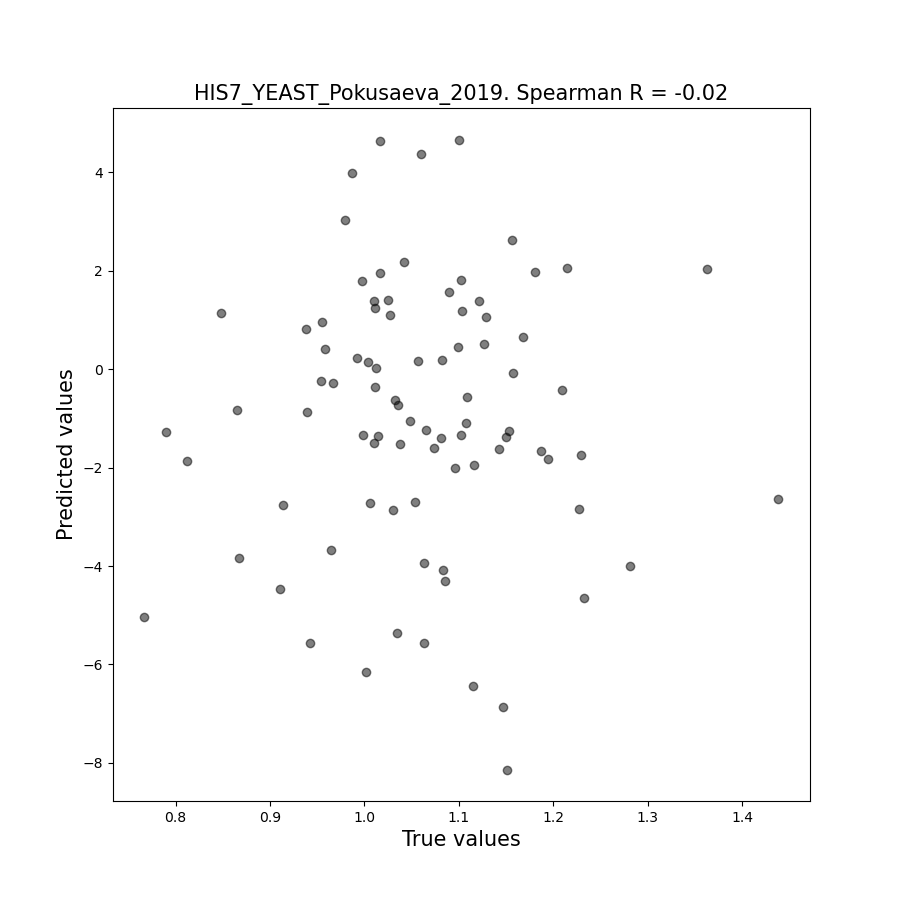 HIS7_YEAST_Pokusaeva_2019. Spearman R = -0.02
4
2
0
−2
−4
−6
−8
Predicted values
0.8 0.9 1.0 1.1 1.2 1.3 1.4
True values